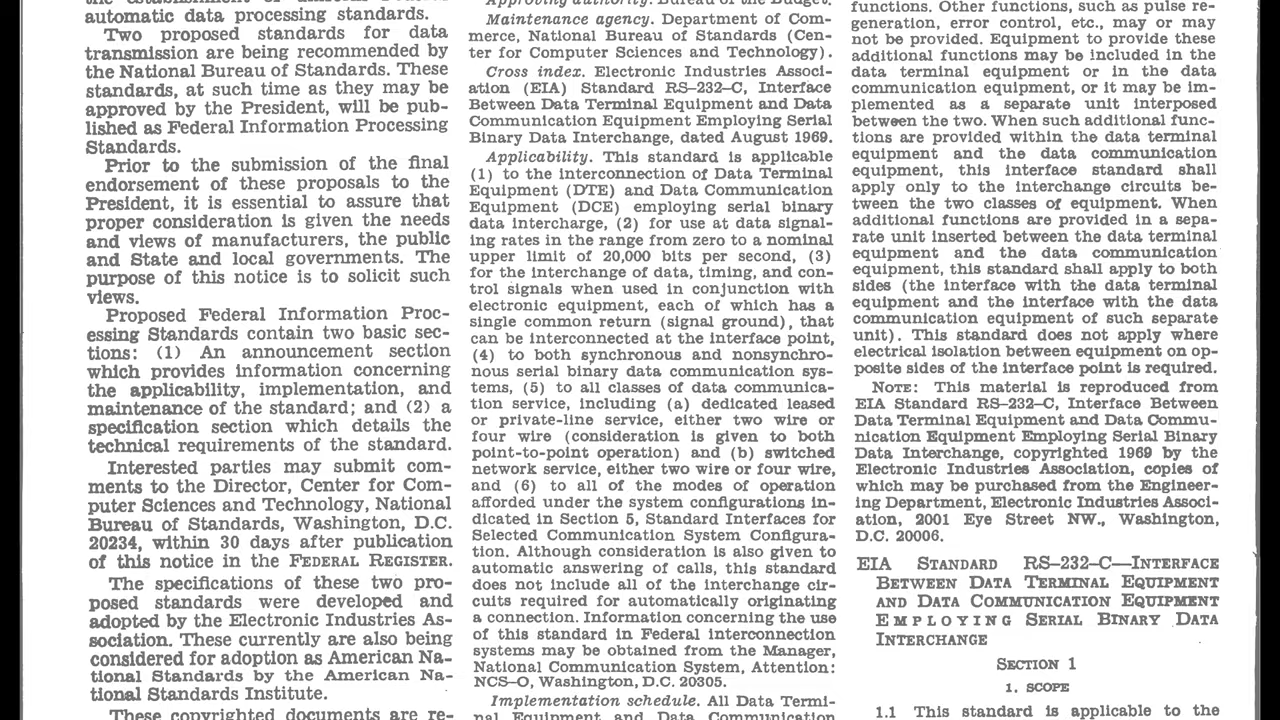 automatic data processing standards.
Two proposed standards for data
transmission are being recommended by
the National Bureau of Standards. These
standards, at such time as they may be
approved by the President, will be pub-
lished as Federal Information Processing
Standards.
Prior to the submission of the final
endorsement of these proposals to the
President, it is essential to assure that
proper consideration is given the needs
and views of manufacturers, the public
and State and local governments. The
purpose of this notice is to solicit such
views.
Proposed Federal Information Proc-
essing Standards contain two basic sec-
tions: (1) An announcement section
which provides information concerning
the applicability, implementation, and
maintenance of the standard; and (2) a
specification section which details the
technical requirements of the standard.
Interested parties may submit com-
ments to the Director, Center for Com-
puter Sciences and Technology, National
Bureau of Standards, Washington, D.C.
20234, within 30 days after publication
of this notice in the FEDERAL REGISTER.
The specifications of these two pro-
posed standards were developed and
adopted by the Electronic Industries As-
sociation. These currently are also being
considered for adoption as American Na-
tional Standards by the American Na-
tional Standards Institute.
These copyrighted documents are re-
Approving authority. Bureau of the Budget.
Maintenance agency. Department of Com-
merce, National Bureau of Standards (Cen-
ter for Computer Sciences and Technology).
Cross index. Electronic Industries Associ-
ation (EIA) Standard RS-232-C, Interface
Between Data Terminal Equipment and Data
Communication Equipment Employing Serial
Binary Data Interchange, dated August 1969.
Applicability. This standard is applicable
(1) to the interconnection of Data Terminal
Equipment (DTE) and Data Communication
Equipment (DCE) employing serial binary
data intercharge, (2) for use at data signal-
ing rates in the range from zero to a nominal
upper limit of 20,000 bits per second, (3)
for the interchange of data, timing, and con-
trol signals when used in conjunction with
electronic equipment, each of which has a
single common return (signal ground), that
can be interconnected at the interface point,
(4) to both synchronous and nonsynchro-
nous serial binary data communication sys-
tems, (5) to all classes of data communica-
tion service, including (a) dedicated leased
or private-line service, either two wire or
four wire (consideration is given to both
point-to-point operation) and (b) switched
network service, either two wire or four wire,
and (6) to all of the modes of operation
afforded under the system configurations in-
dicated in Section 5, Standard Interfaces for
Selected Communication System Configura-
tion. Although consideration is also given to
automatic answering of calls, this standard
does not include all of the interchange cir-
cuits required for automatically originating
a connection. Information concerning the use
of this standard in Federal interconnection
systems may be obtained from the Manager,
National Communication System, Attention:
NCS-O, Washington, D.C. 20305.
Implementation schedule. All Data Termi-
nal Equipment and Data Communication
functions. Other functions, such as pulse re-
generation, error control, etc., may or may
not be provided. Equipment to provide these
additional functions may be included in the
data terminal equipment or in the data
communication equipment, or it may be im-
plemented as a separate unit interposed
between the two. When such additional func-
tions are provided within the data terminal
equipment and the data communication
equipment, this interface standard shall
apply only to the interchange circuits be-
tween the two classes of equipment. When
additional functions are provided in a sepa-
rate unit inserted between the data terminal
equipment and the data communication
equipment, this standard shall apply to both
sides (the interface with the data terminal
equipment and the interface with the data
communication equipment of such separate
unit). This standard does not apply where
electrical isolation between equipment on op-
posite sides of the interface point is required.
NOTE: This material is reproduced from
EIA Standard RS-232-C, Interface Between
Data Terminal Equipment and Data Commu-
nication Equipment Employing Serial Binary
Data Interchange, copyrighted 1969 by the
Electronic Industries Association, copies of
which may be purchased from the Engineer-
ing Department, Electronic Industries Associ-
ation, 2001 Eye Street NW., Washington,
D.C. 20006.
EIA STANDARD RS-232-C—INTERFACE
BETWEEN DATA TERMINAL EQUIPMENT
AND DATA COMMUNICATION EQUIPMENT
EMPLOYING SERIAL BINARY DATA
INTERCHANGE
SECTION 1
1. SCOPE
1.1 This standard is applicable to the